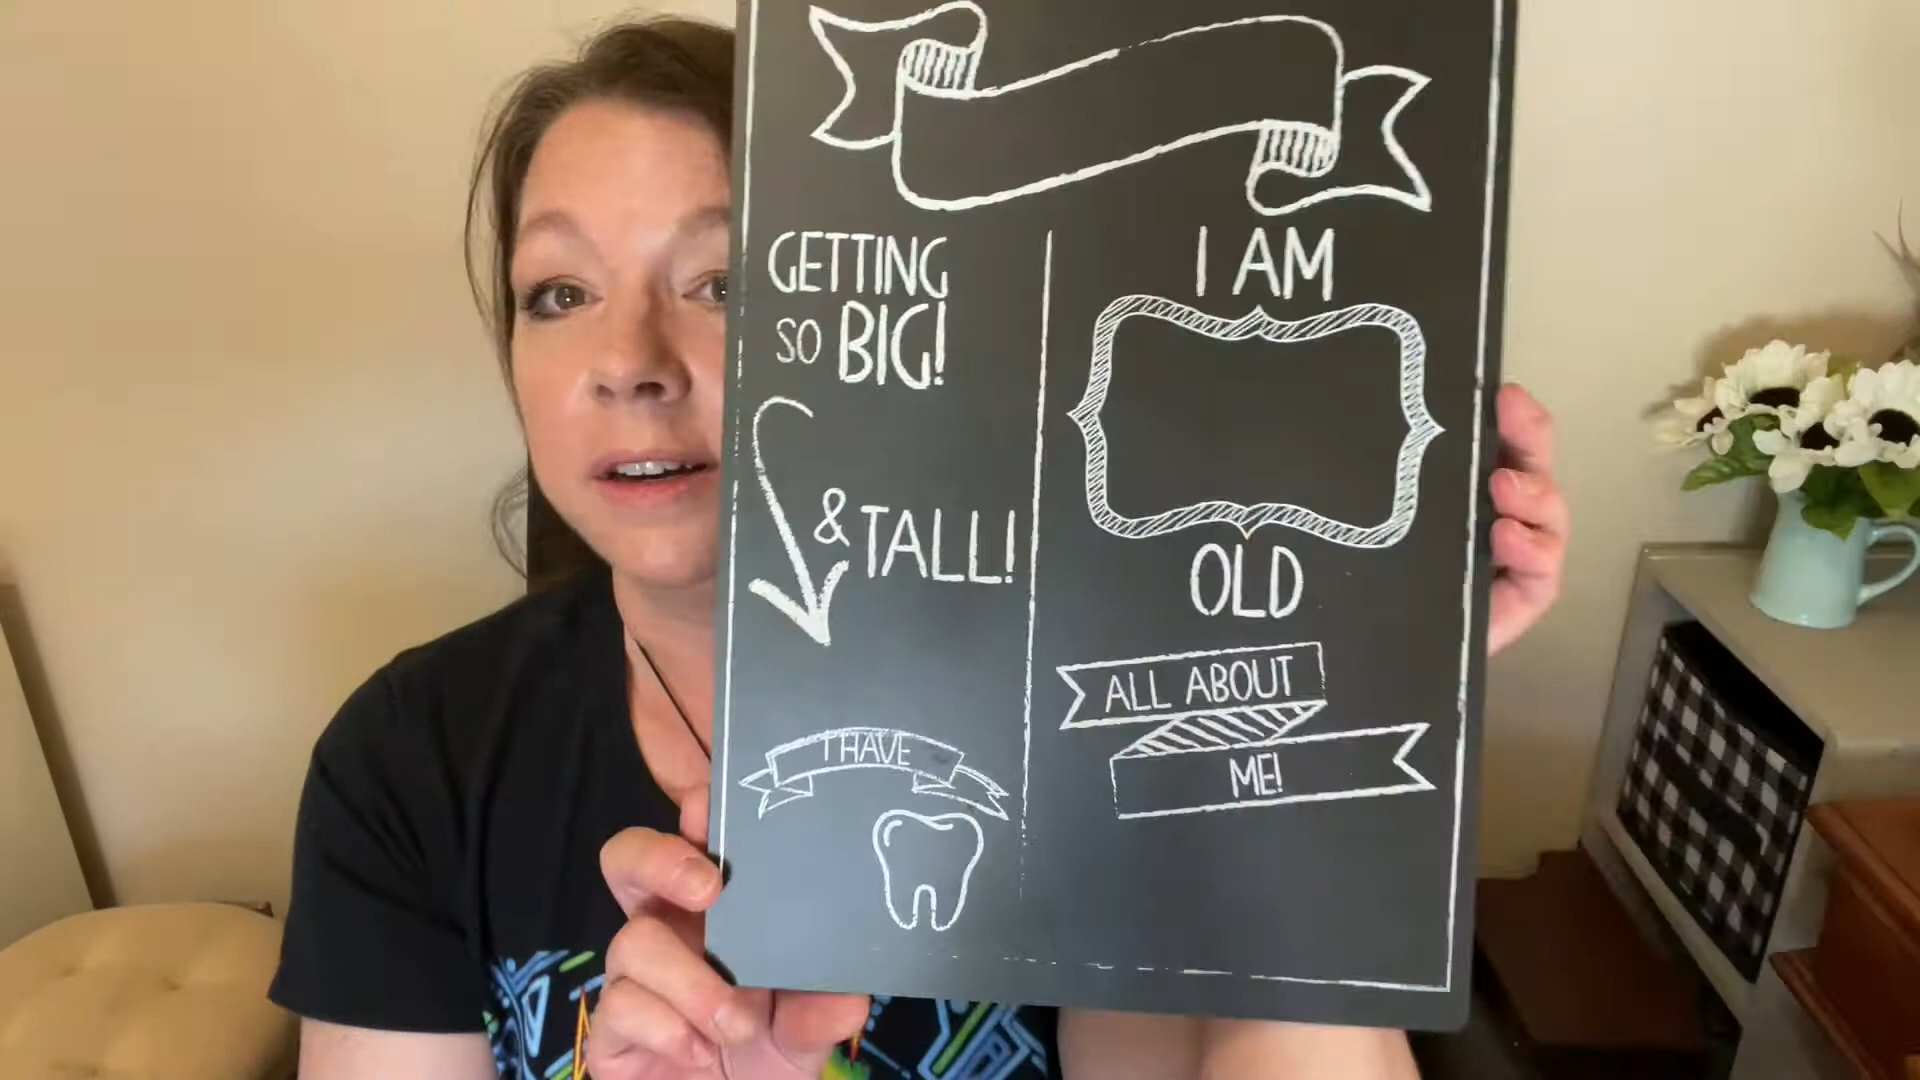 GETTING
SO BIG!
& TALL!
I HAVE
I AM
OLD
ALL ABOUT
ME!